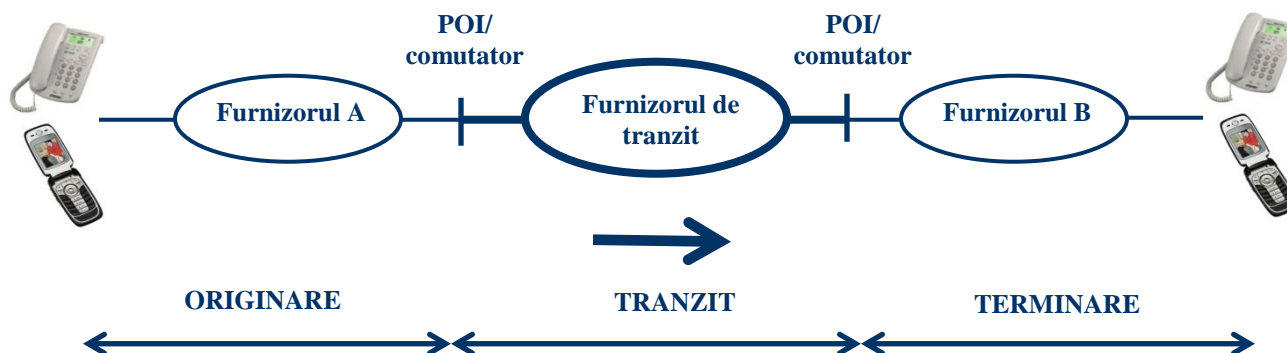 POI/
comutator
POI/
comutator
Furnizorul A
Furnizorul de
tranzit
Furnizorul B
ORIGINARE
TRANZIT
TERMINARE